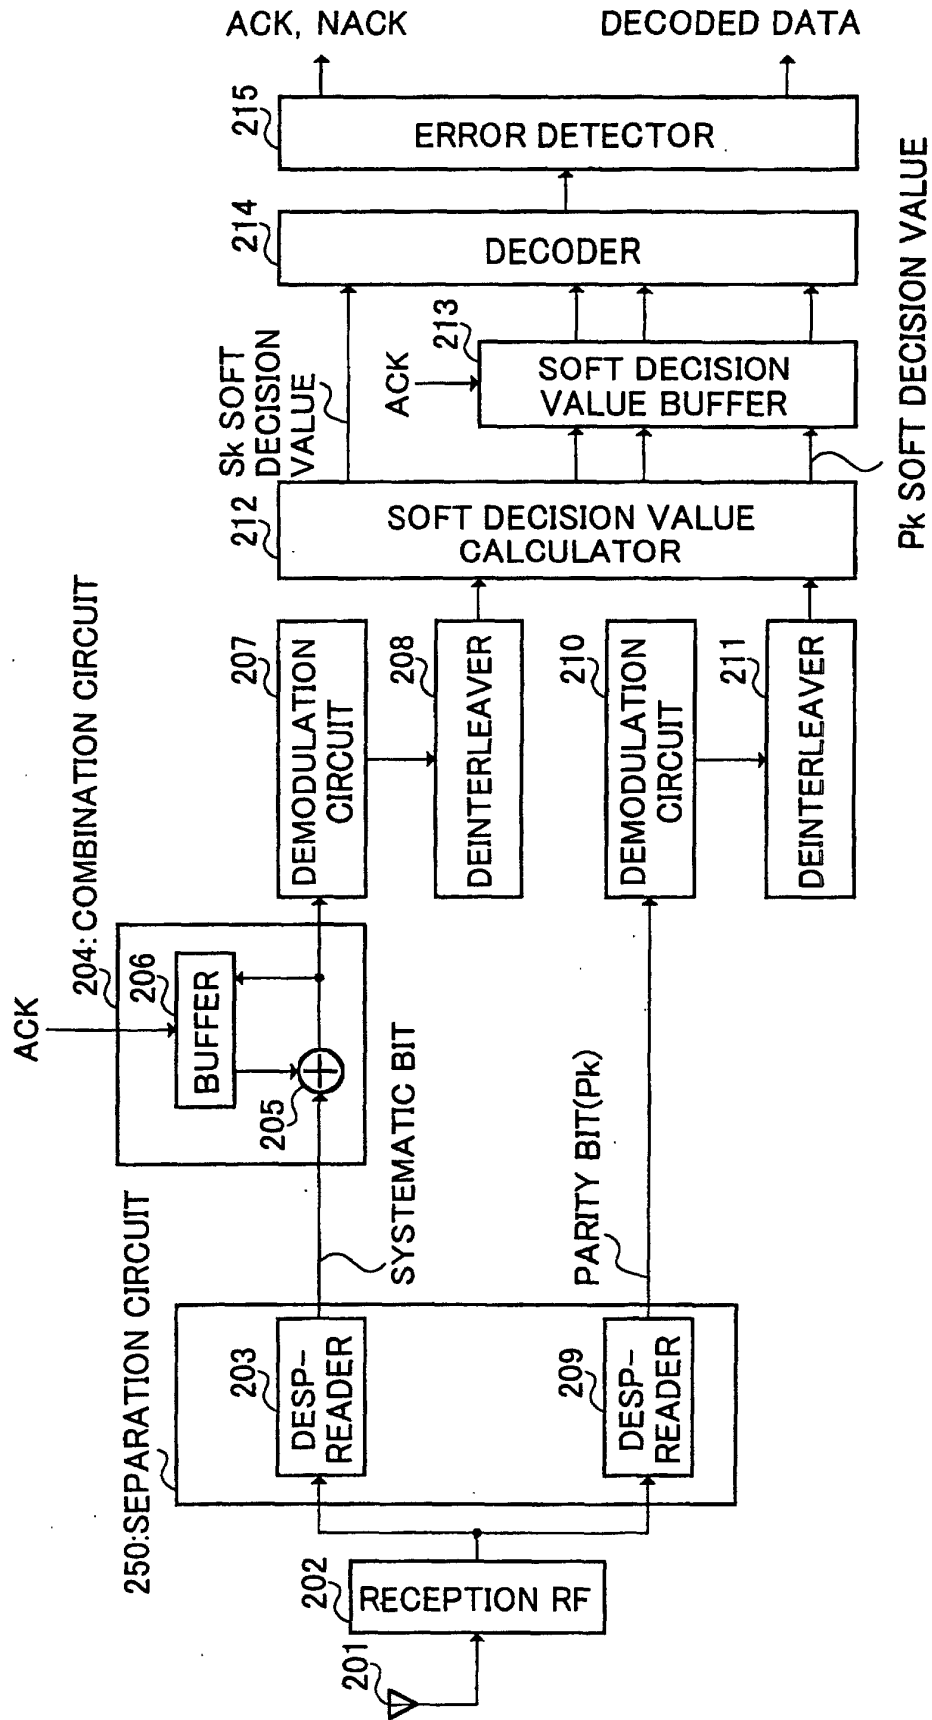 201
202
RECEPTION RF
250:SEPARATION CIRCUIT
203
DESP-
READER
209
DESP-
READER
SYSTEMATIC BIT
PARITY BIT(Pk)
ACK
204:COMBINATION CIRCUIT
206
BUFFER
205
207
DEMODULATION
CIRCUIT
208
DEINTERLEAVER
210
DEMODULATION
CIRCUIT
211
DEINTERLEAVER
212
SOFT DECISION VALUE
CALCULATOR
Sk SOFT
DECISION
VALUE
Pk SOFT DECISION VALUE
ACK
213
SOFT DECISION
VALUE BUFFER
214
DECODER
215
ERROR DETECTOR
ACK, NACK
DECODED DATA